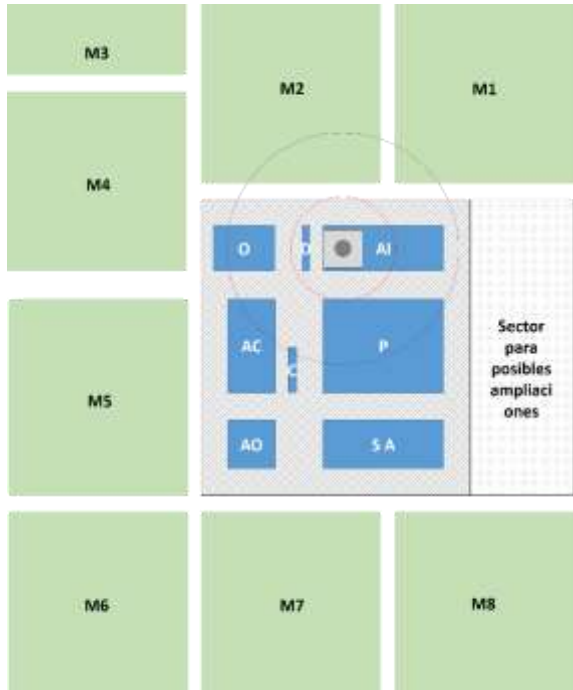 M3
M2
M1
M4
O
D
AI
AC
P
C
Sector
para
posibles
ampliaci
ones
M5
AO
S A
M6
M7
M8